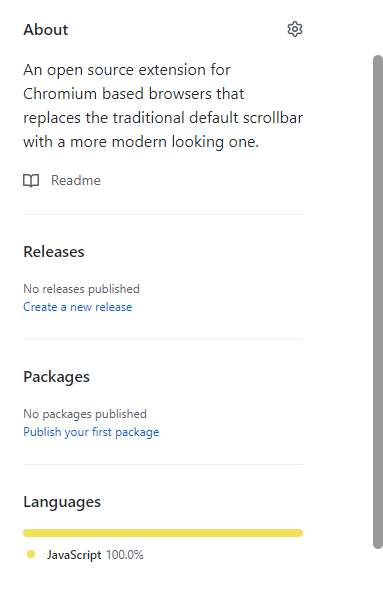 About
An open source extension for
Chromium based browsers that
replaces the traditional default scrollbar
with a more modern looking one.
Readme
Releases
No releases published
Create a new release
Packages
No packages published
Publish your first package
Languages
JavaScript 100.0%